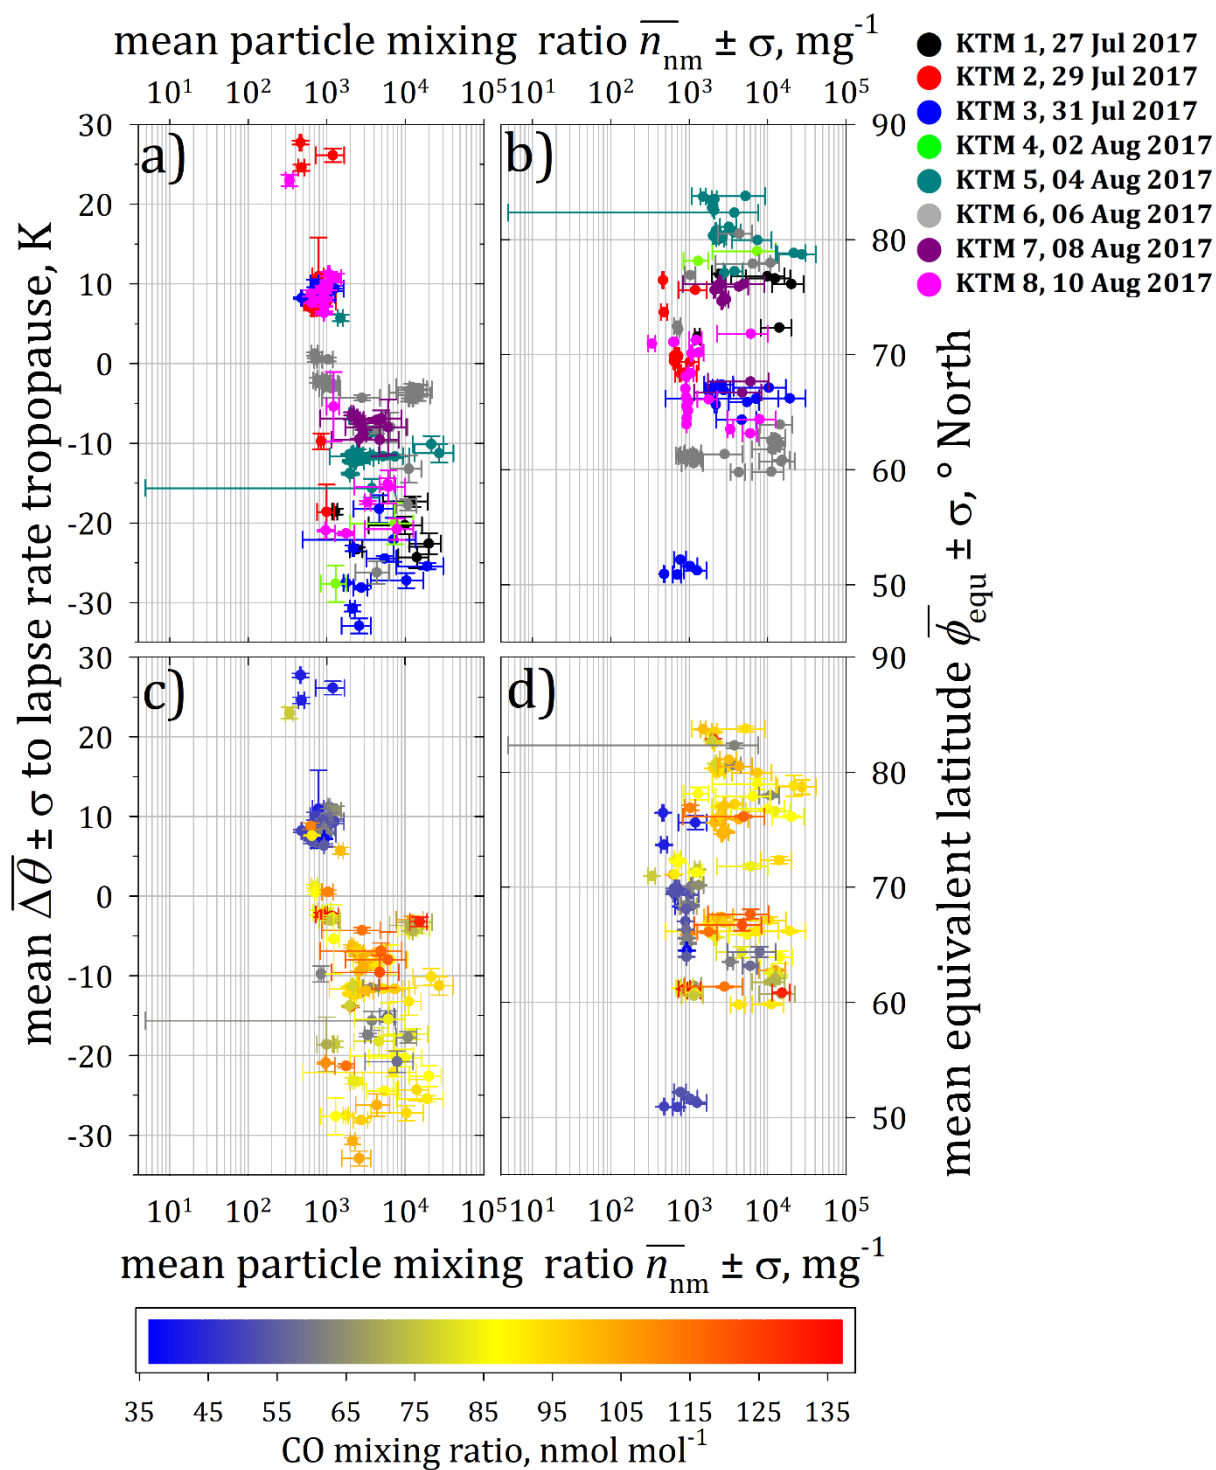 mean particle mixing ratio n̅nm ± σ, mg-1
10¹ 10² 10³ 10⁴ 10⁵ 10¹ 10² 10³ 10⁴ 10⁵
KTM 1, 27 Jul 2017
KTM 2, 29 Jul 2017
KTM 3, 31 Jul 2017
KTM 4, 02 Aug 2017
KTM 5, 04 Aug 2017
KTM 6, 06 Aug 2017
KTM 7, 08 Aug 2017
KTM 8, 10 Aug 2017
mean Δθ̅ ± σ to lapse rate tropopause, K
a)
30
20
10
0
-10
-20
-30
b)
90
80
70
60
50
mean equivalent latitude ϕ̅equ ± σ, ° North
c)
30
20
10
0
-10
-20
-30
d)
90
80
70
60
50
10¹ 10² 10³ 10⁴ 10⁵ 10¹ 10² 10³ 10⁴ 10⁵
mean particle mixing ratio n̅nm ± σ, mg-1
35 45 55 65 75 85 95 105 115 125 135
CO mixing ratio, nmol mol-1